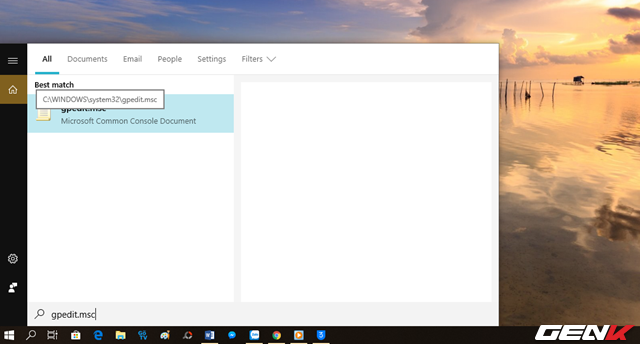 All Documents Email People Settings Filters
Best match
C:\WINDOWS\system32\gpedit.msc
gpedit.msc
Microsoft Common Console Document
gpedit.msc
GENK